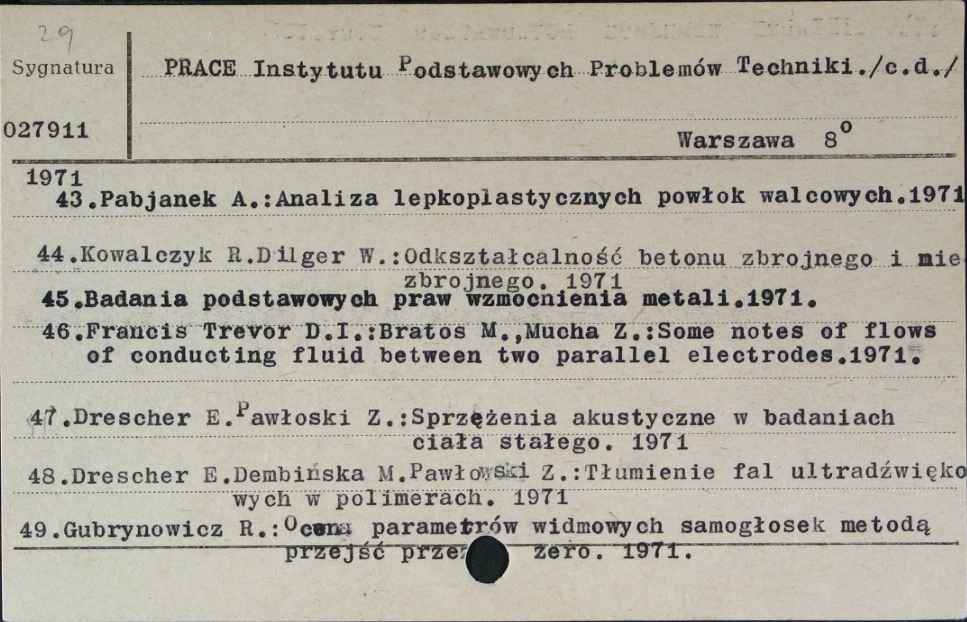 29
Sygnatura PRACE Instytutu Podstawowych Problemów Techniki./c.d./
027911 Warszawa 8°
1971
43.Pabjanek A.:Analiza lepkoplastycznych powłok walcowych.1971
44.Kowalczyk R.Dilger W.:Odkształcalność betonu zbrojnego i nie
zbrojnego. 1971
45.Badania podstawowych praw wzmocnienia metali.1971.
46.Francis Trevor D.I.:Bratos M.,Mucha Z.:Some notes of flows
of conducting fluid between two parallel electrodes.1971.
47.Drescher E.Pawłoski Z.:Sprzężenia akustyczne w badaniach
ciała stałego. 1971
48.Drescher E.Dembińska M.Pawłowski Z.:Tłumienie fal ultradźwięko
wych w polimerach. 1971
49.Gubrynowicz R.:Ocena parametrów widmowych samogłosek metodą
przejść przez zero. 1971.